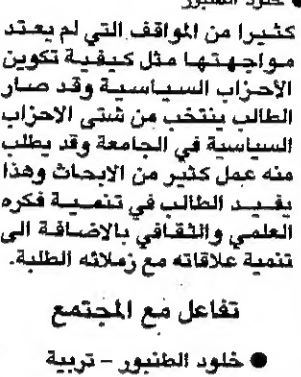 كثيرا من المواقف التي لم يعتد
مواجهتها مثل كيفية تكوين
الاحزاب السياسية وقد صار
الطالب ينتخب من شتى الاحزاب
السياسية في الجامعة وقد يطلب
منه عمل كثير من الابحاث وهذا
يفيد الطالب في تنمية فكره
العلمي والثقافي بالاضافة الى
تنمية علاقاته مع زملائه الطلبة.
تفاعل مع المجتمع
● خلود الطنبور – تربية